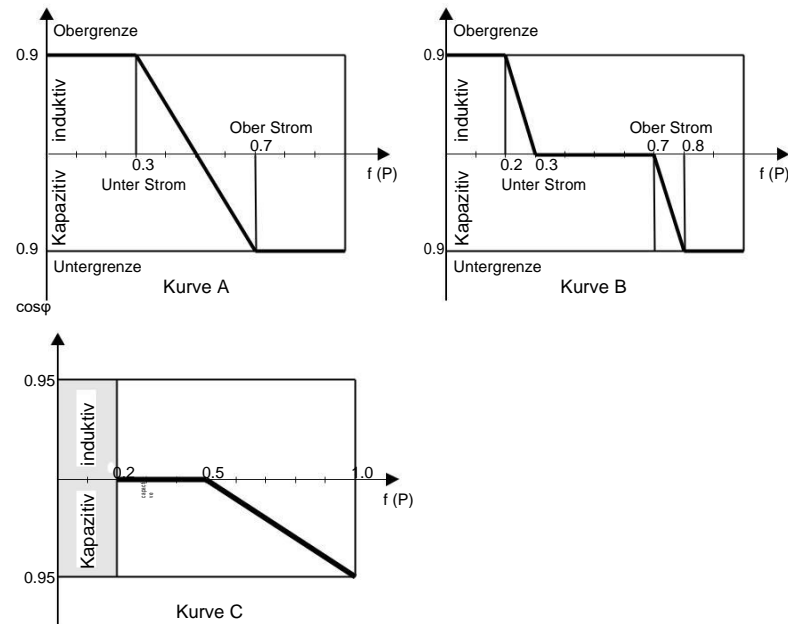 Obergrenze
0.9
induktiv
Ober Strom
0.7
0.3
f (P)
Unter Strom
Kapazitiv
0.9
Untergrenze
Kurve A
cosφ
Obergrenze
0.9
induktiv
Ober Strom
0.7 0.8
0.2 0.3
f (P)
Unter Strom
Kapazitiv
0.9
Untergrenze
Kurve B
0.95
induktiv
0.2 0.5 1.0
f (P)
Kapazitiv
0.95
Kurve C